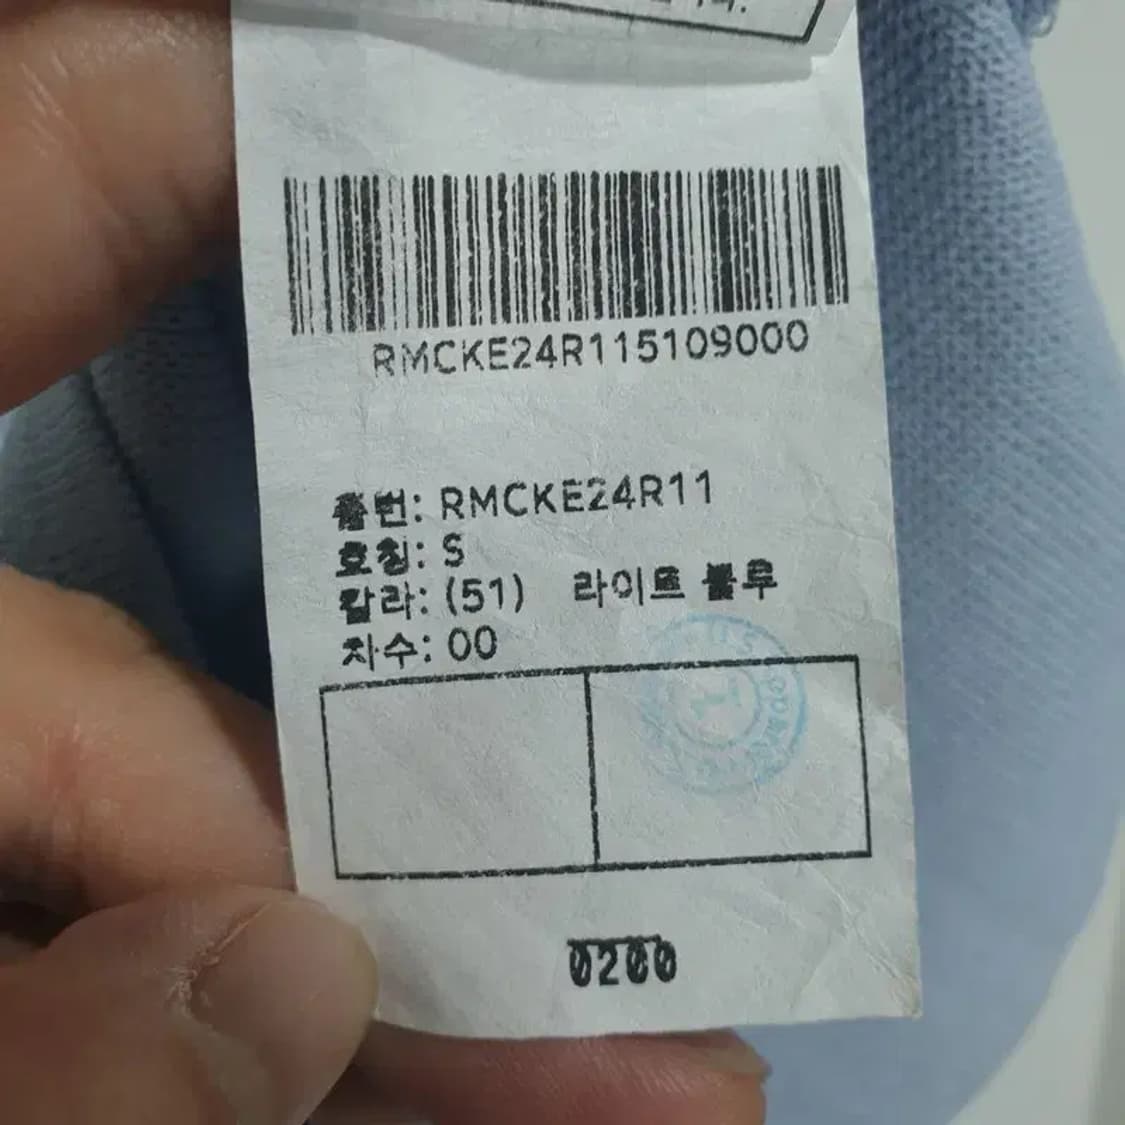 RMCKE24R115109000
품번: RMCKE24R11
호칭: S
칼라: (51) 라이트 블루
차수: 00
0200